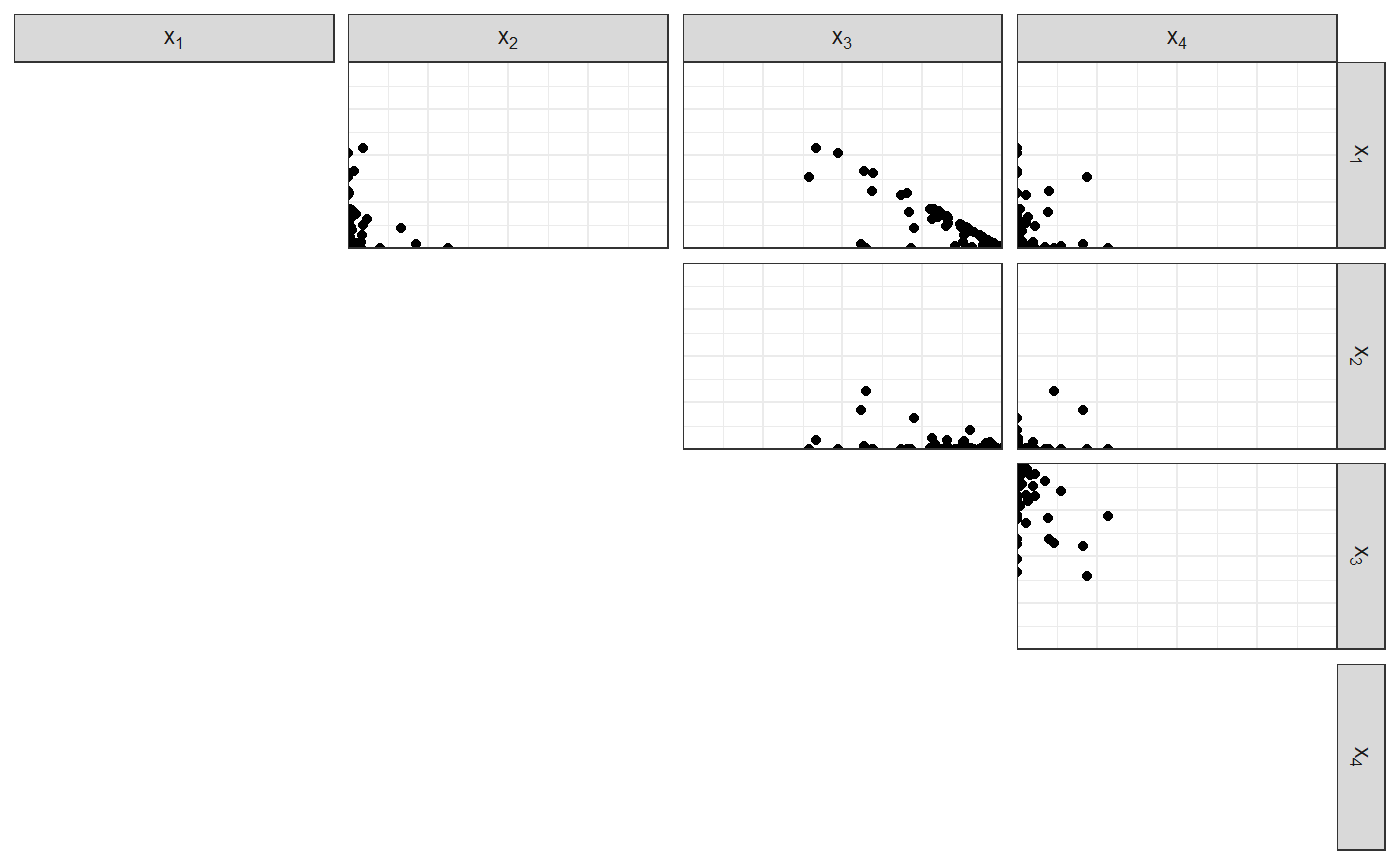 x₁ x₂ x₃ x₄
x₁
x₂
x₃
x₄